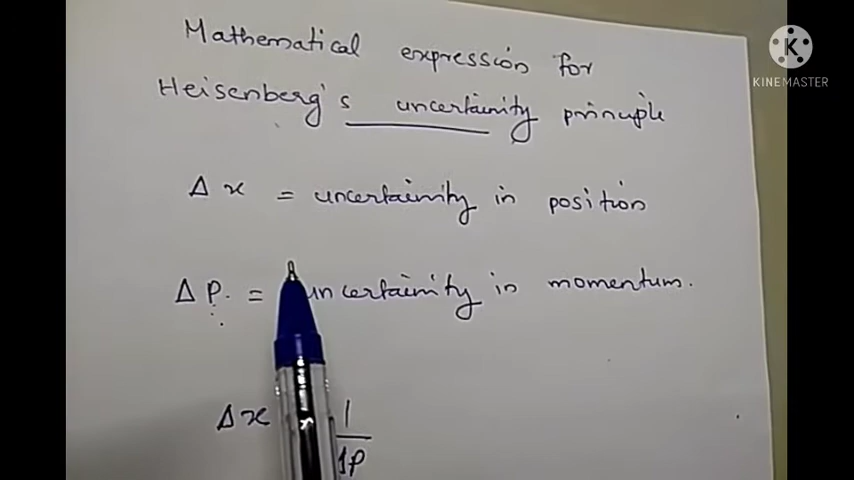 Mathematical expression for
Heisenberg's uncertainity principle
Δx = uncertainity in position
ΔP. = uncertainity in momentum.
Δx 1
ΔP
K
KINEMASTER